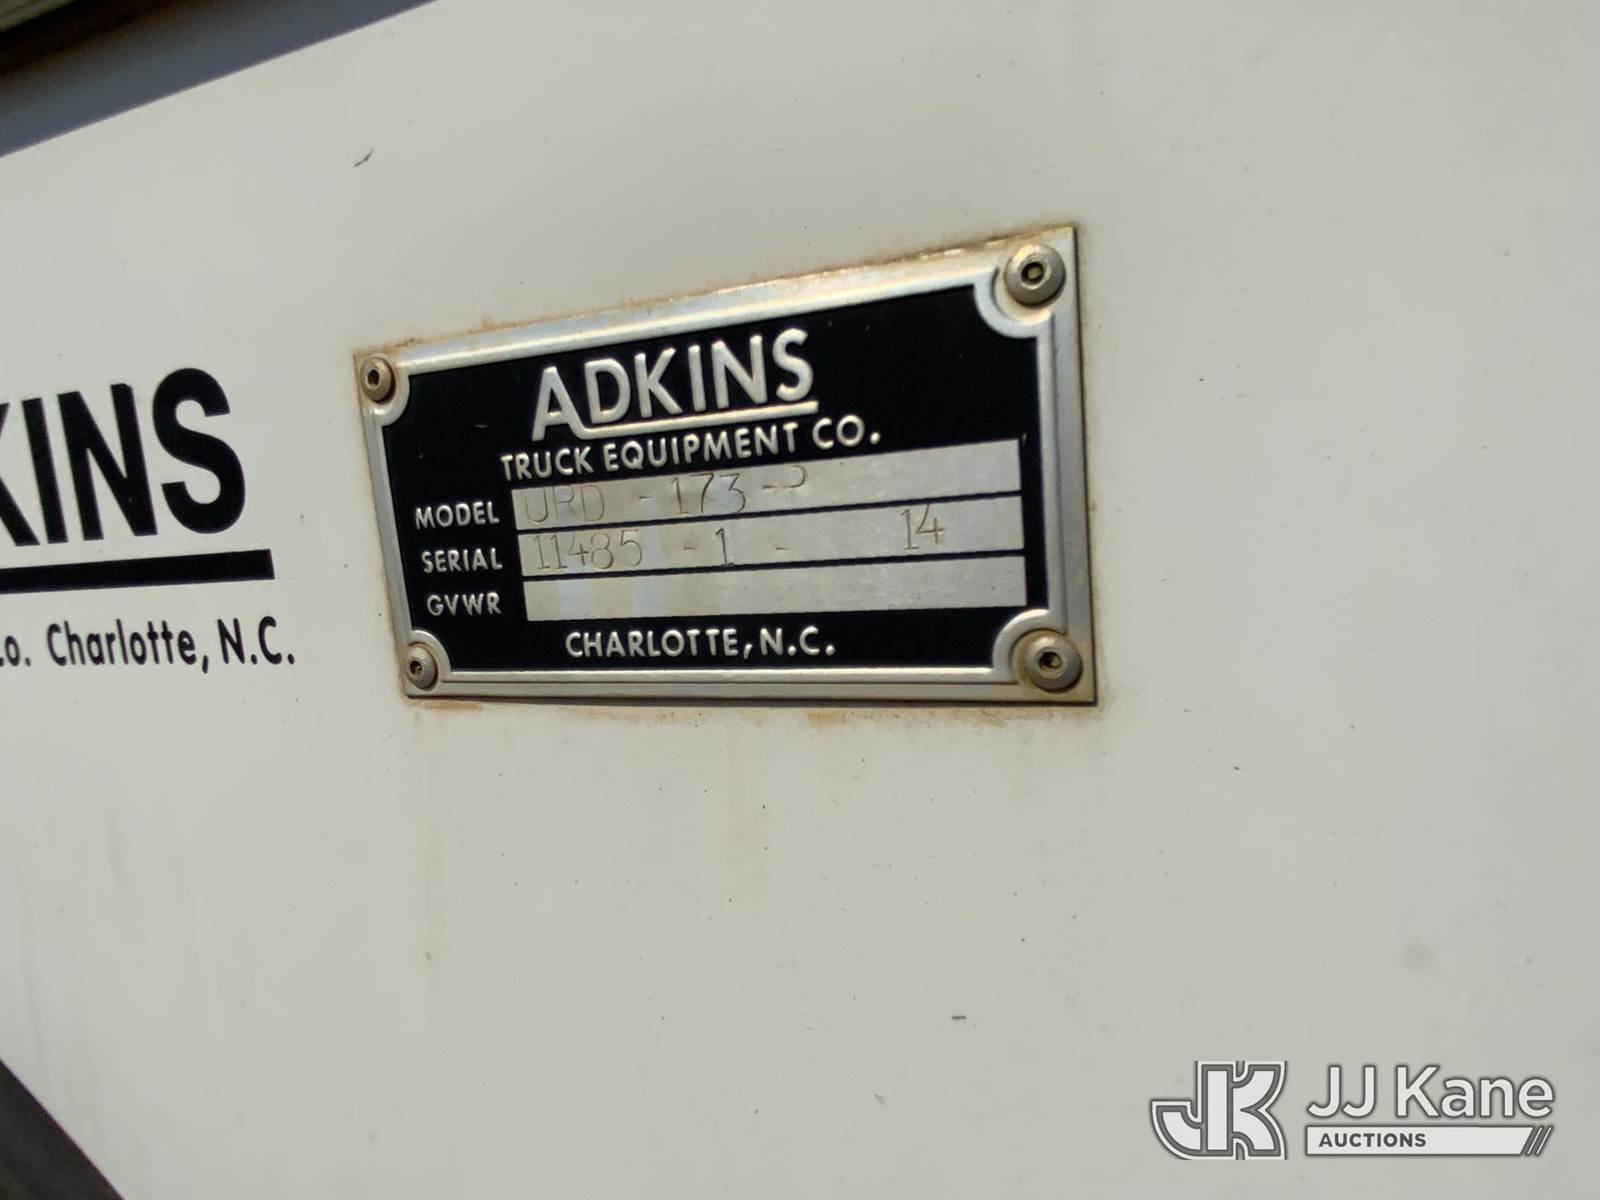 KINS
Co. Charlotte, N.C.
ADKINS
TRUCK EQUIPMENT CO.
MODEL URD - 173 - P
SERIAL 11485 - 1 - 14
GVWR
CHARLOTTE, N.C.
JK JJ Kane
AUCTIONS